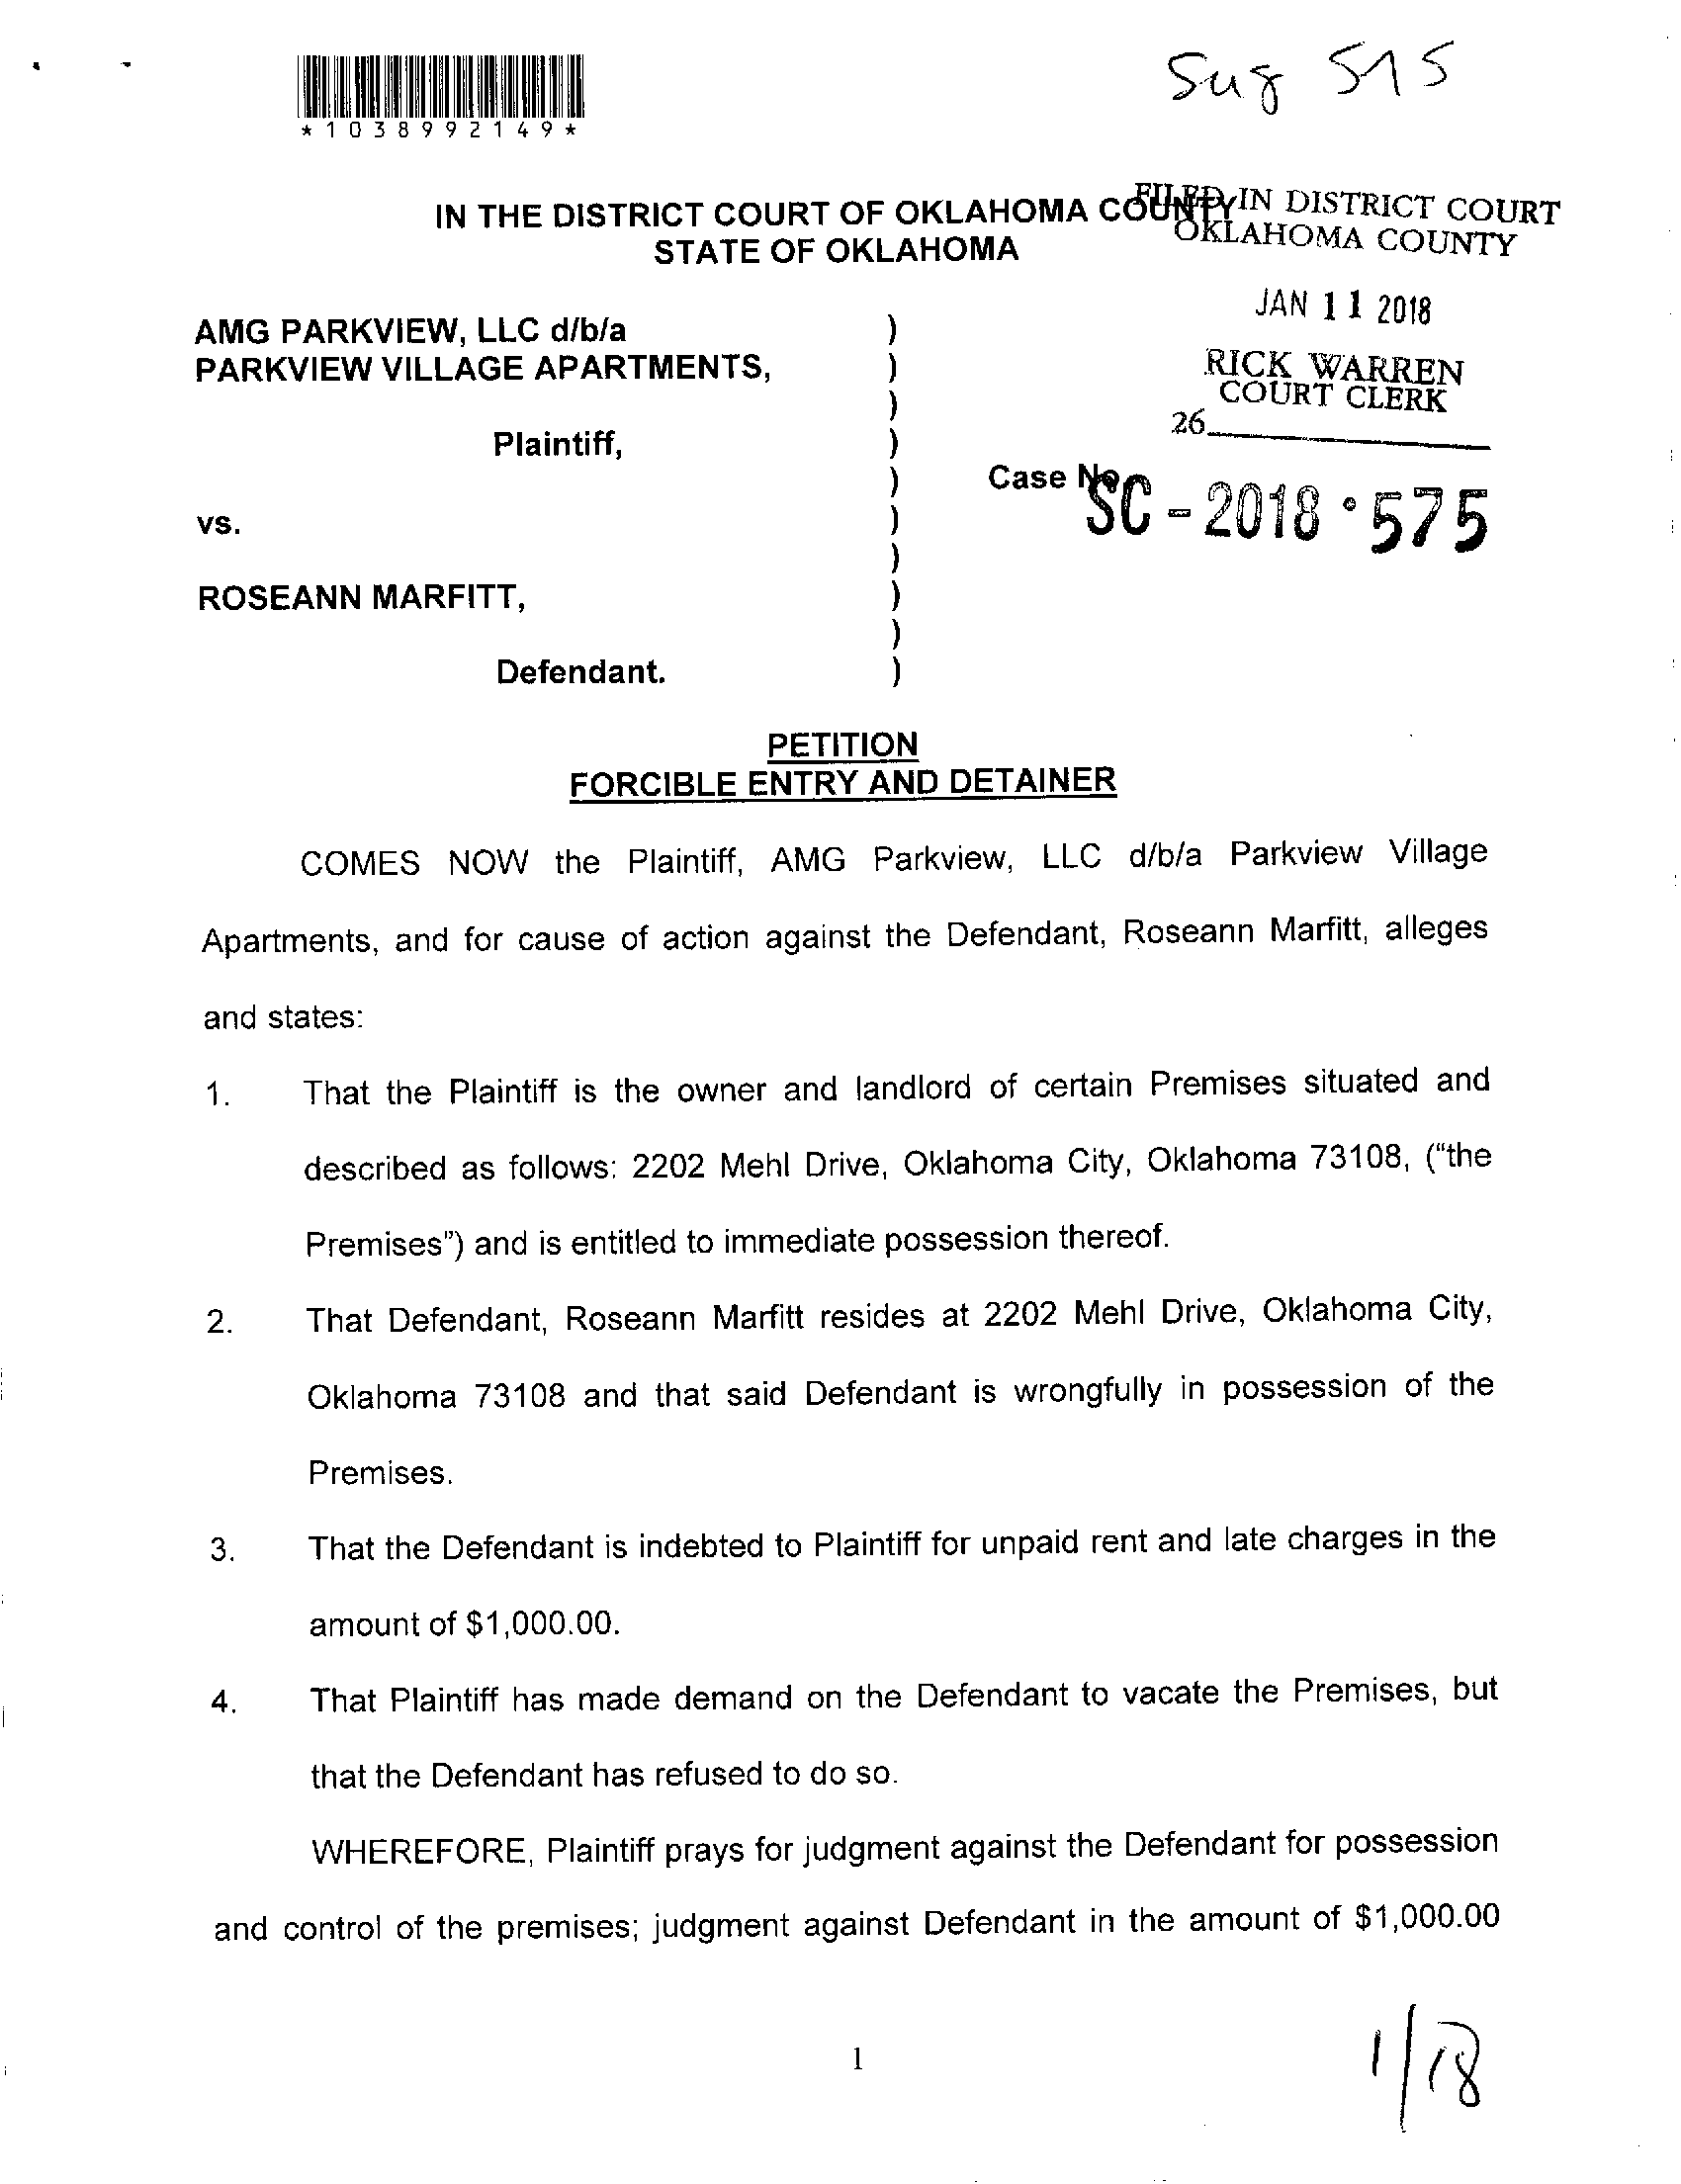 Sug 515
*1038992149*
IN THE DISTRICT COURT OF OKLAHOMA COUNTY
STATE OF OKLAHOMA
FILED IN DISTRICT COURT
OKLAHOMA COUNTY
JAN 11 2018
RICK WARREN
COURT CLERK
26
AMG PARKVIEW, LLC d/b/a )
PARKVIEW VILLAGE APARTMENTS, )
)
Plaintiff, )
) Case No.
SC - 2018 • 575
vs. )
)
ROSEANN MARFITT, )
)
Defendant. )
PETITION
FORCIBLE ENTRY AND DETAINER
COMES NOW the Plaintiff, AMG Parkview, LLC d/b/a Parkview Village
Apartments, and for cause of action against the Defendant, Roseann Marfitt, alleges
and states:
1. That the Plaintiff is the owner and landlord of certain Premises situated and
described as follows: 2202 Mehl Drive, Oklahoma City, Oklahoma 73108, ("the
Premises") and is entitled to immediate possession thereof.
2. That Defendant, Roseann Marfitt resides at 2202 Mehl Drive, Oklahoma City,
Oklahoma 73108 and that said Defendant is wrongfully in possession of the
Premises.
3. That the Defendant is indebted to Plaintiff for unpaid rent and late charges in the
amount of $1,000.00.
4. That Plaintiff has made demand on the Defendant to vacate the Premises, but
that the Defendant has refused to do so.
WHEREFORE, Plaintiff prays for judgment against the Defendant for possession
and control of the premises; judgment against Defendant in the amount of $1,000.00
1
1/18